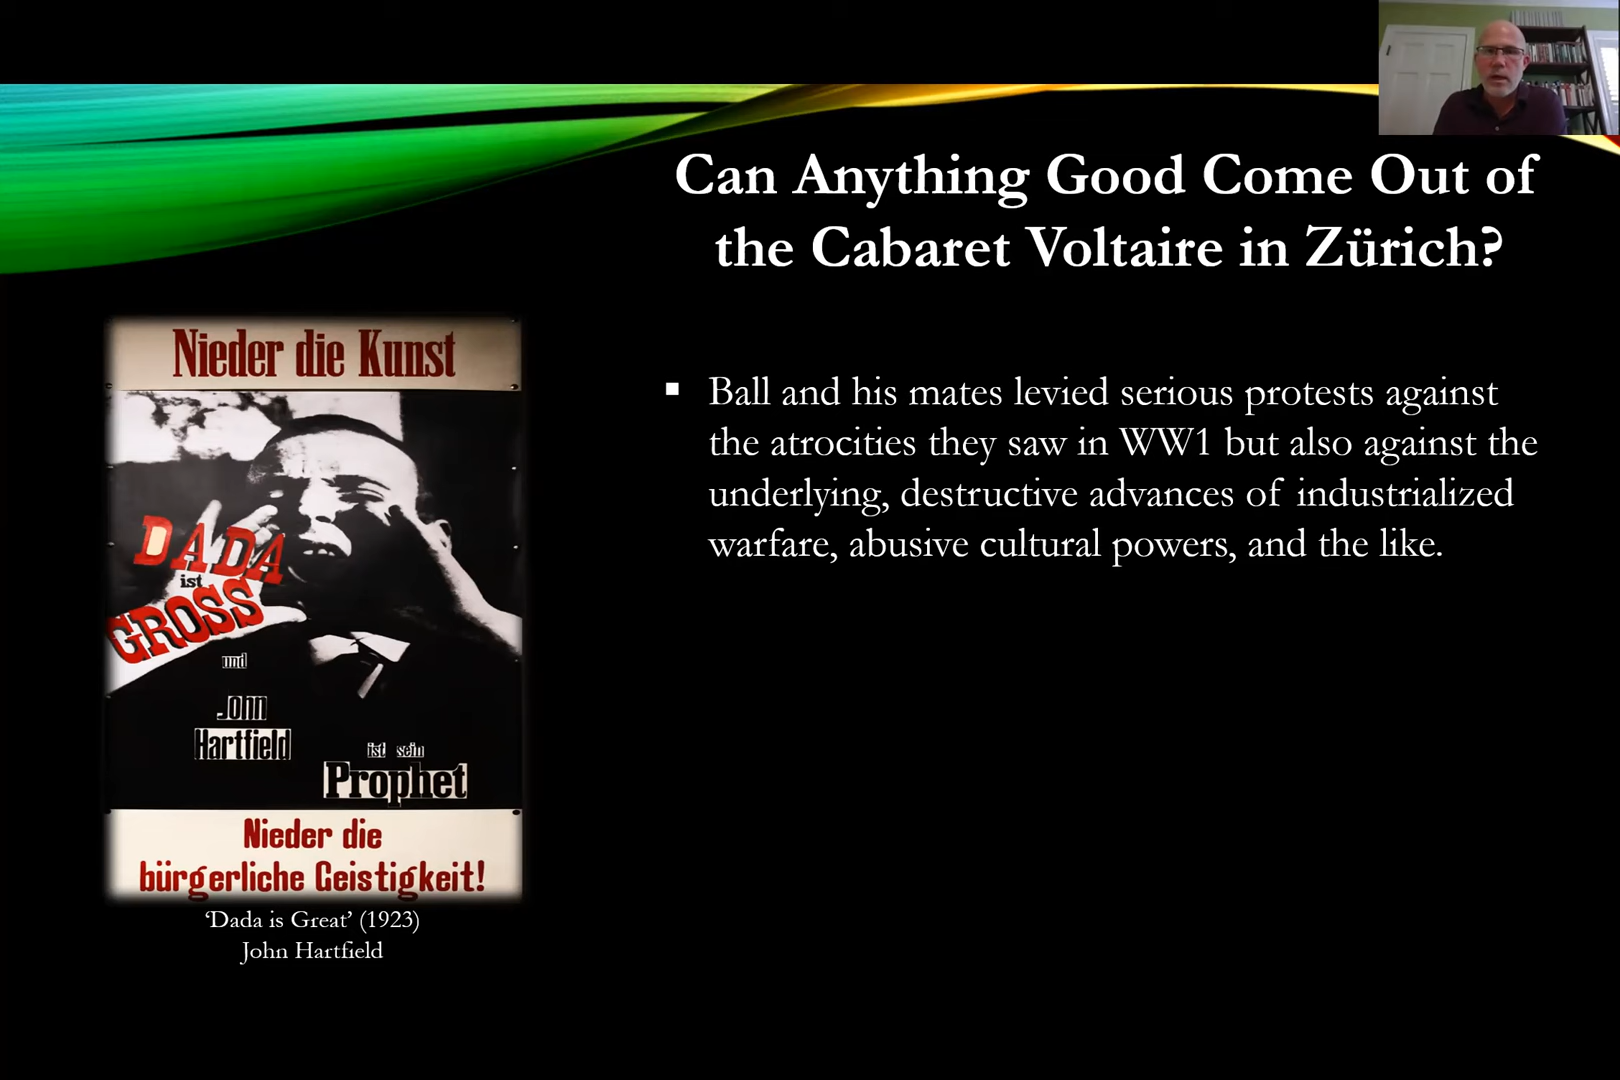 Can Anything Good Come Out of
the Cabaret Voltaire in Zürich?
Nieder die Kunst
DADA
ist
GROSS
und
John
Hartfield
ist sein
Prophet
Nieder die
bürgerliche Geistigkeit!
‘Dada is Great’ (1923)
John Hartfield
▪ Ball and his mates levied serious protests against
the atrocities they saw in WW1 but also against the
underlying, destructive advances of industrialized
warfare, abusive cultural powers, and the like.